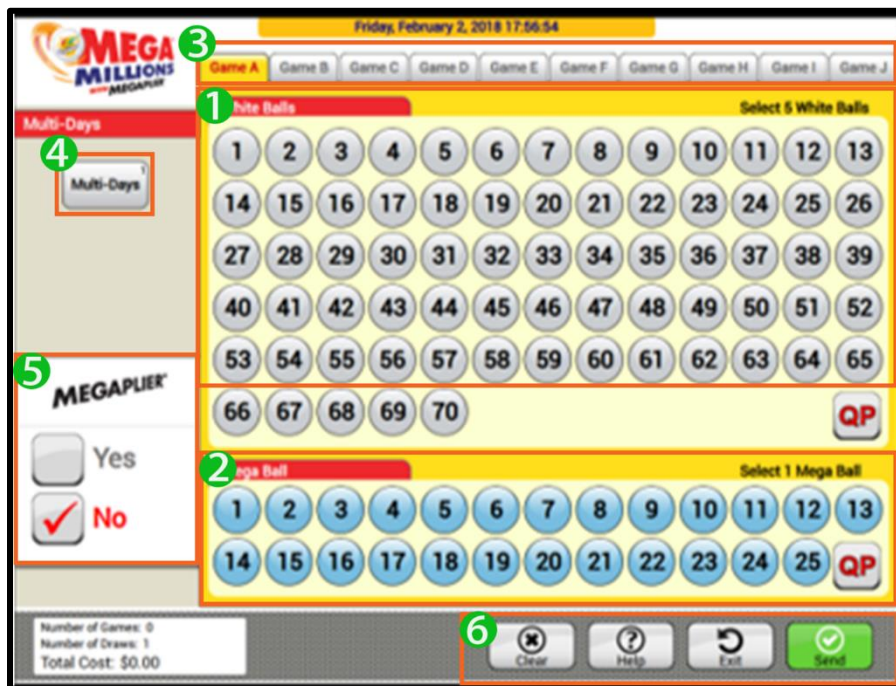 Friday, February 2, 2018 17:56:54
MEGA
MILLIONS
WITH MEGAPLIER
3
Game A Game B Game C Game D Game E Game F Game G Game H Game I Game J
Multi-Days
1
White Balls Select 5 White Balls
4
Multi-Days 1
1 2 3 4 5 6 7 8 9 10 11 12 13
14 15 16 17 18 19 20 21 22 23 24 25 26
27 28 29 30 31 32 33 34 35 36 37 38 39
40 41 42 43 44 45 46 47 48 49 50 51 52
53 54 55 56 57 58 59 60 61 62 63 64 65
66 67 68 69 70 QP
5
MEGAPLIER
Yes
No
2
Mega Ball Select 1 Mega Ball
1 2 3 4 5 6 7 8 9 10 11 12 13
14 15 16 17 18 19 20 21 22 23 24 25 QP
Number of Games: 0
Number of Draws: 1
Total Cost: $0.00
6
Clear Help Exit Send